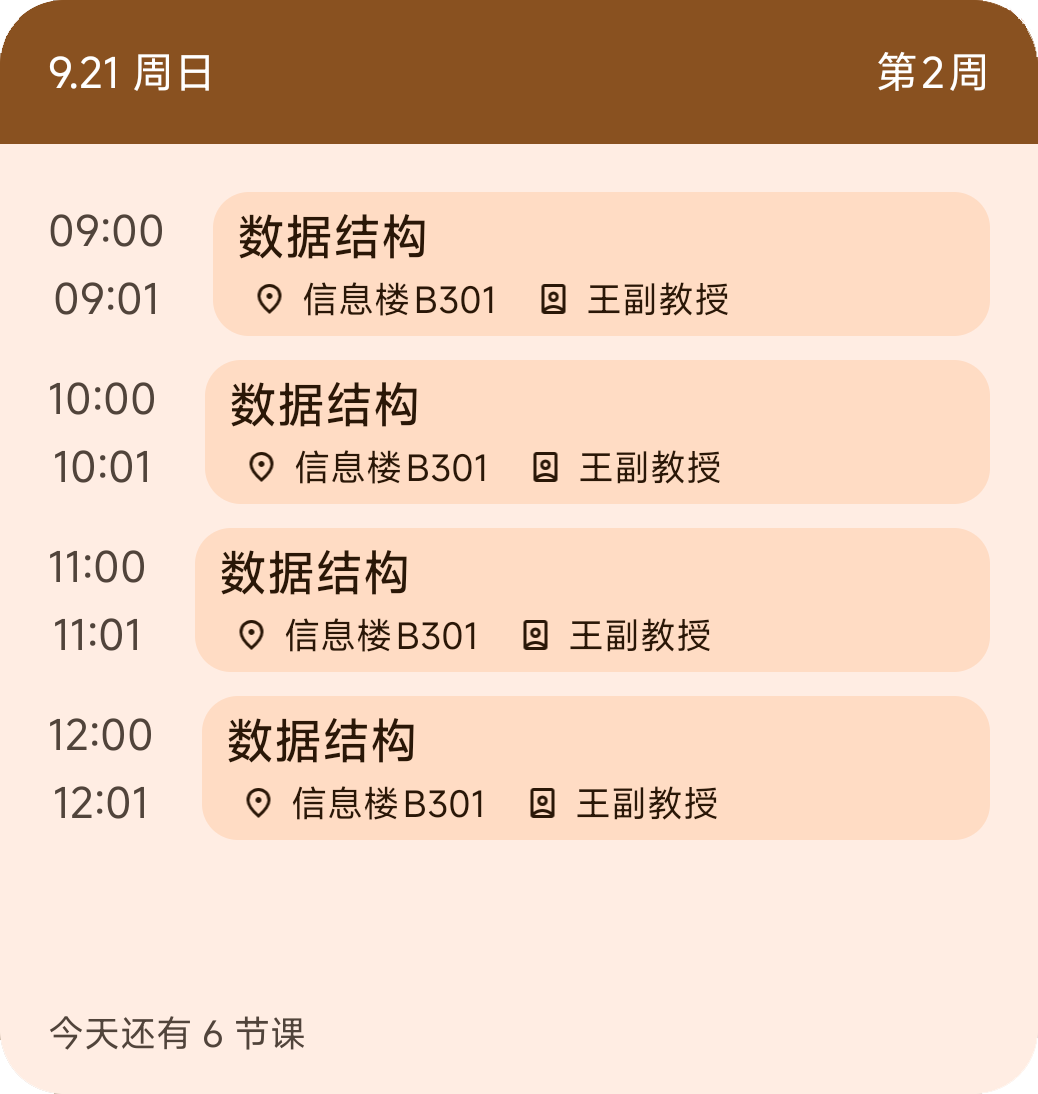 9.21 周日 第2周
09:00 数据结构
09:01 信息楼B301 王副教授
10:00 数据结构
10:01 信息楼B301 王副教授
11:00 数据结构
11:01 信息楼B301 王副教授
12:00 数据结构
12:01 信息楼B301 王副教授
今天还有 6 节课